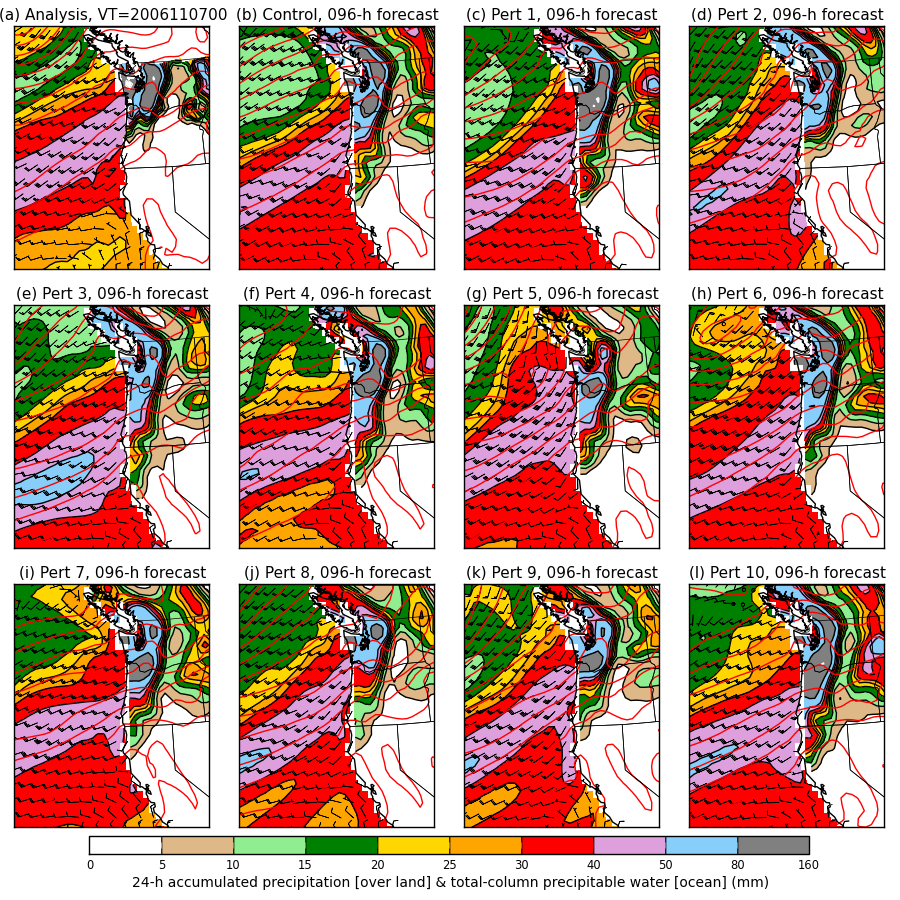 (a) Analysis, VT=2006110700 (b) Control, 096-h forecast (c) Pert 1, 096-h forecast (d) Pert 2, 096-h forecast
(e) Pert 3, 096-h forecast (f) Pert 4, 096-h forecast (g) Pert 5, 096-h forecast (h) Pert 6, 096-h forecast
(i) Pert 7, 096-h forecast (j) Pert 8, 096-h forecast (k) Pert 9, 096-h forecast (l) Pert 10, 096-h forecast
0 5 10 15 20 25 30 40 50 80 160
24-h accumulated precipitation [over land] & total-column precipitable water [ocean] (mm)